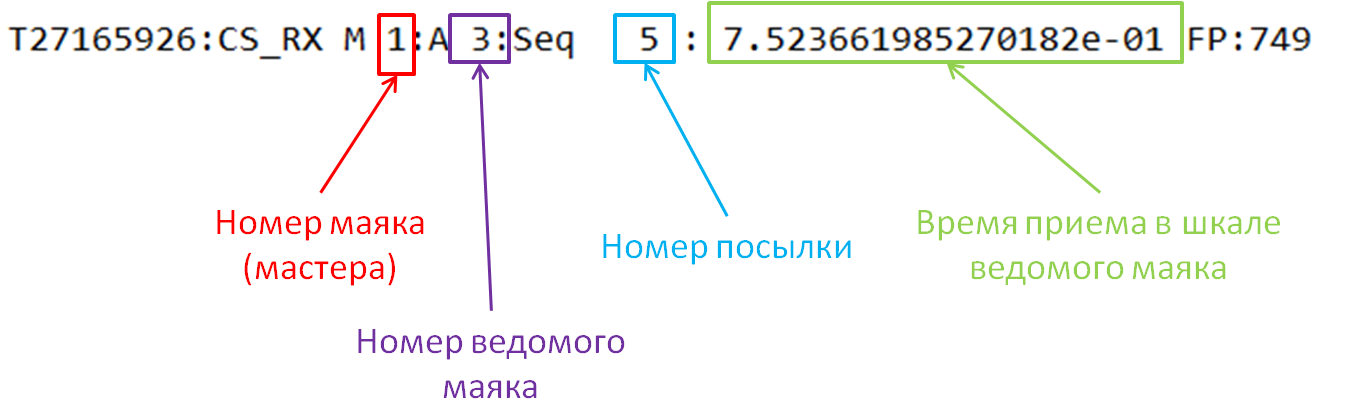 T27165926:CS_RX M 1:A 3:Seq 5 : 7.523661985270182e-01 FP:749
Номер маяка
(мастера)
Номер посылки
Время приема в шкале
ведомого маяка
Номер ведомого
маяка